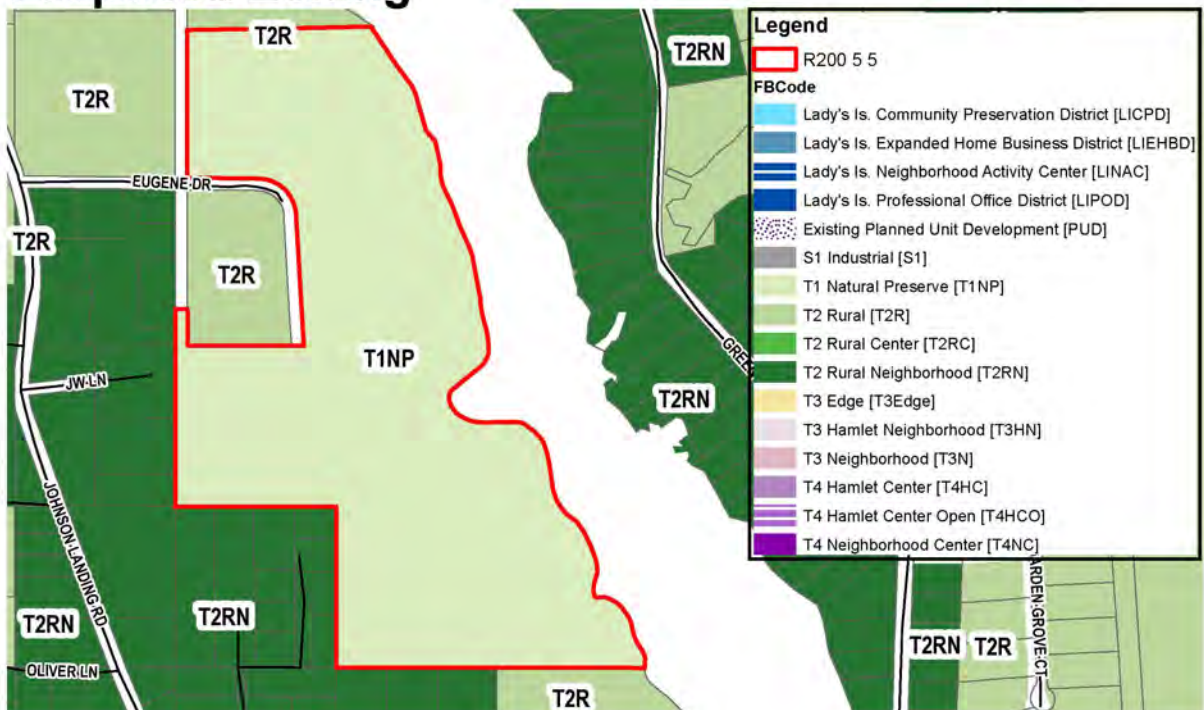 T2R
T2R
EUGENE DR
T2R
T2R
T1NP
JW LN
JOHNSON LANDING RD
T2RN
T2RN
OLIVER LN
T2R
T2RN
T2RN
T2RN
T2R
ARDEN GROVE CT
Legend
R200 5 5
FBCode
Lady's Is. Community Preservation District [LICPD]
Lady's Is. Expanded Home Business District [LIEHBD]
Lady's Is. Neighborhood Activity Center [LINAC]
Lady's Is. Professional Office District [LIPOD]
Existing Planned Unit Development [PUD]
S1 Industrial [S1]
T1 Natural Preserve [T1NP]
T2 Rural [T2R]
T2 Rural Center [T2RC]
T2 Rural Neighborhood [T2RN]
T3 Edge [T3Edge]
T3 Hamlet Neighborhood [T3HN]
T3 Neighborhood [T3N]
T4 Hamlet Center [T4HC]
T4 Hamlet Center Open [T4HCO]
T4 Neighborhood Center [T4NC]